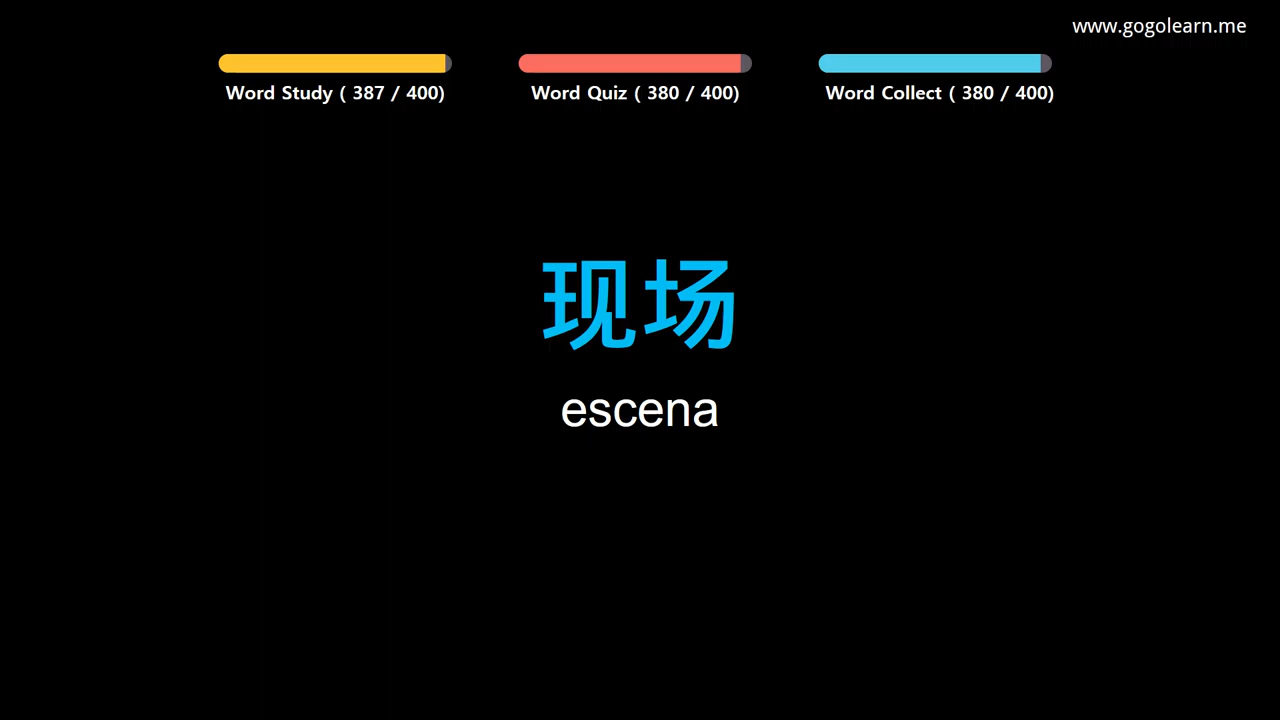 www.gogolearn.me
Word Study ( 387 / 400)
Word Quiz ( 380 / 400)
Word Collect ( 380 / 400)
现场
escena